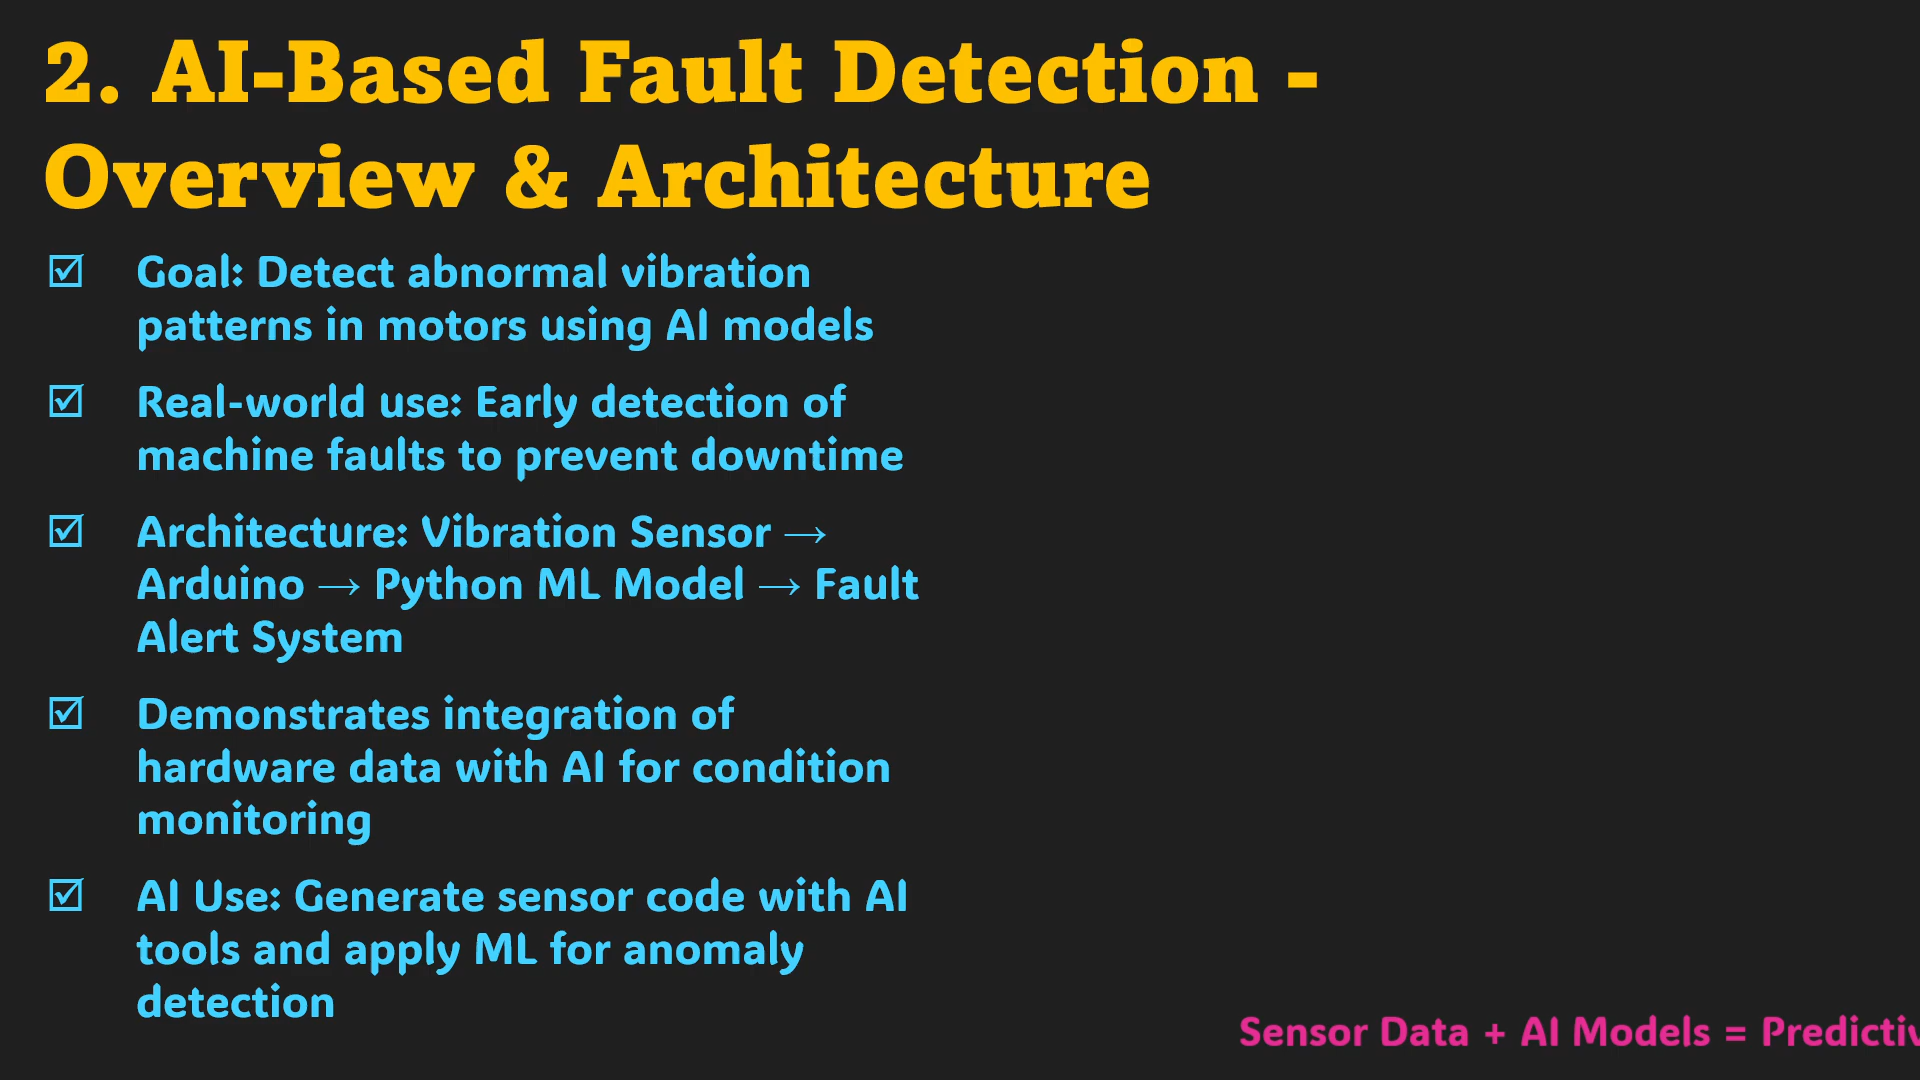 2. AI-Based Fault Detection -
Overview & Architecture
☑ Goal: Detect abnormal vibration
patterns in motors using AI models
☑ Real-world use: Early detection of
machine faults to prevent downtime
☑ Architecture: Vibration Sensor →
Arduino → Python ML Model → Fault
Alert System
☑ Demonstrates integration of
hardware data with AI for condition
monitoring
☑ AI Use: Generate sensor code with AI
tools and apply ML for anomaly
detection
Sensor Data + AI Models =